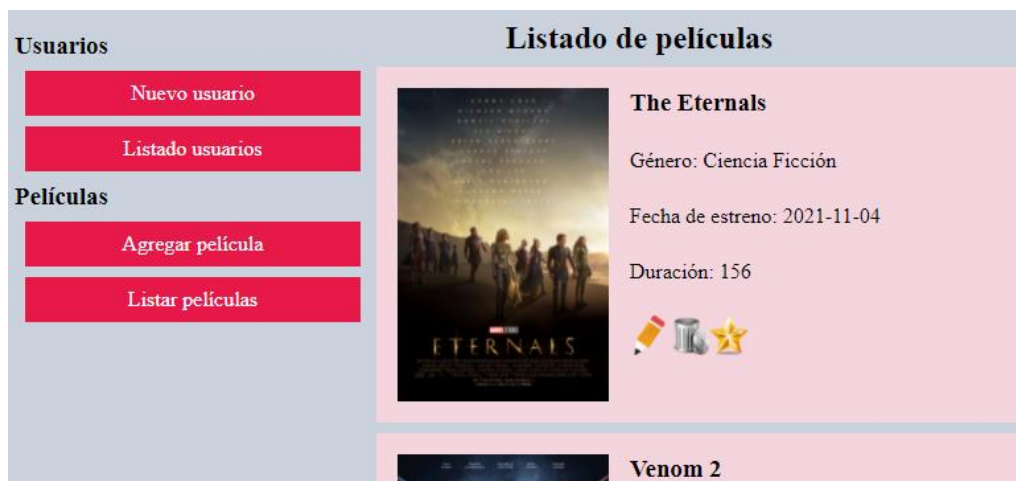 Usuarios
Nuevo usuario
Listado usuarios
Películas
Agregar película
Listar películas
Listado de películas
The Eternals
Género: Ciencia Ficción
Fecha de estreno: 2021-11-04
Duración: 156
ETERNALS
Venom 2